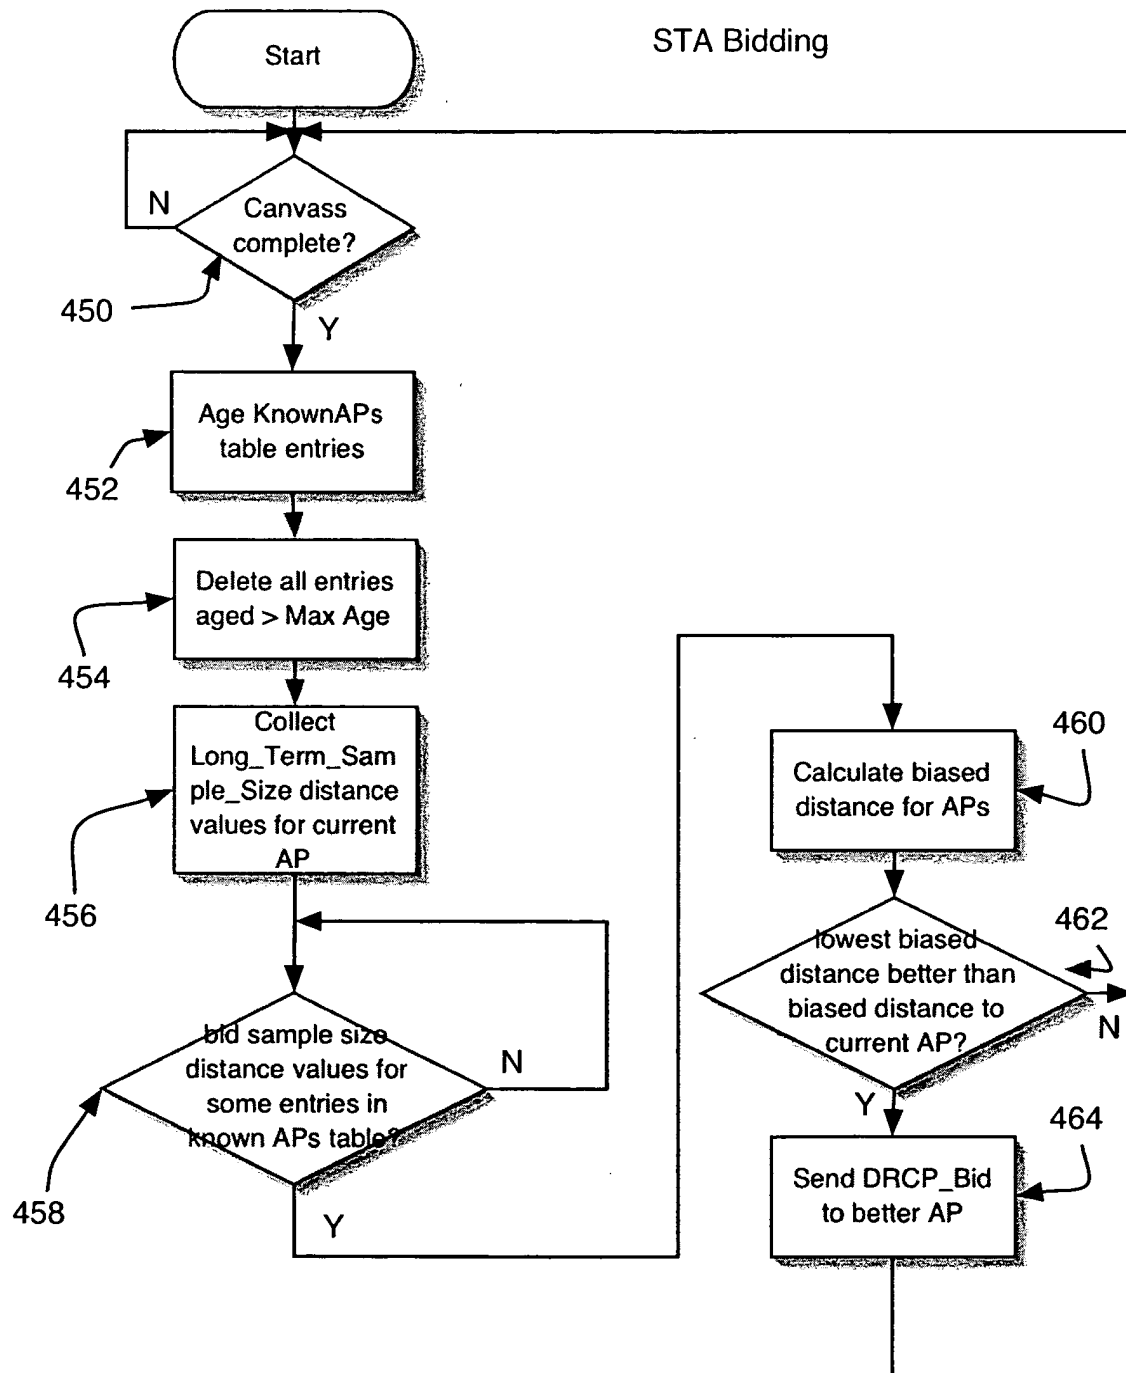 Start
STA Bidding
N
Canvass
complete?
450
Y
Age KnownAPs
table entries
452
Delete all entries
aged > Max Age
454
Collect
Long_Term_Sam
ple_Size distance
values for current
AP
456
bid sample size
distance values for
some entries in
known APs table?
N
458
Y
460
Calculate biased
distance for APs
462
lowest biased
distance better than
biased distance to
current AP?
N
Y
464
Send DRCP_Bid
to better AP